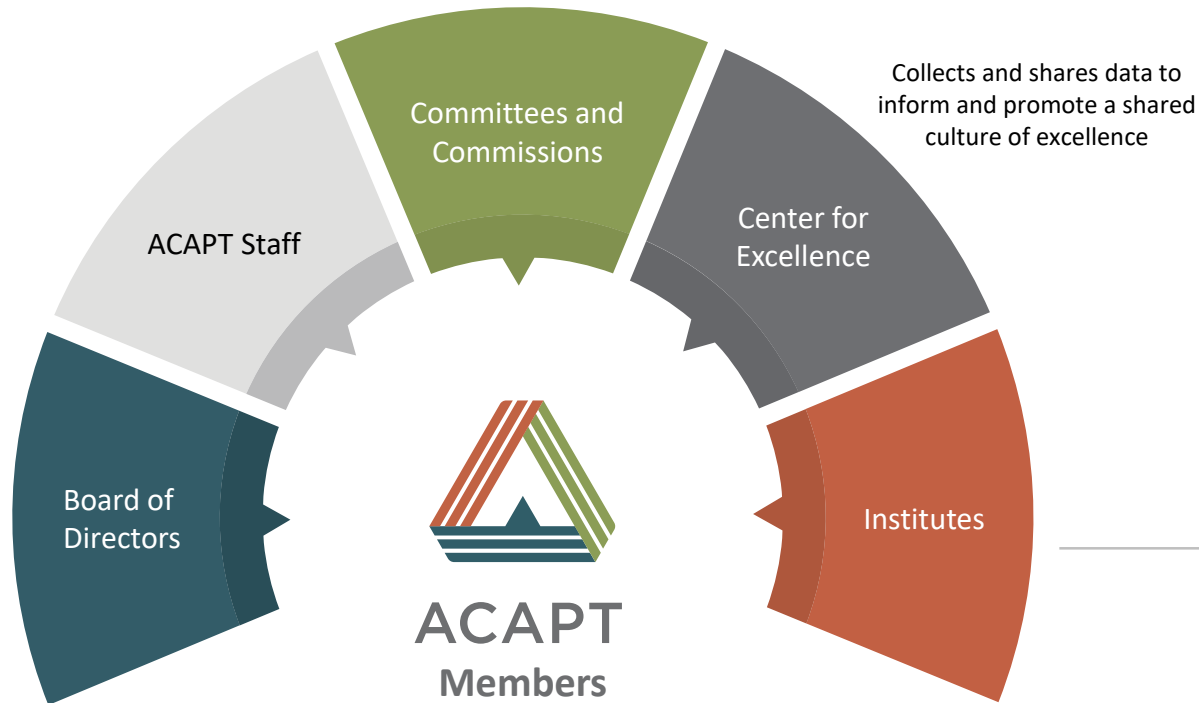 Collects and shares data to
inform and promote a shared
culture of excellence
Committees and
Commissions
Center for
Excellence
ACAPT Staff
Board of
Directors
Institutes
ACAPT
Members